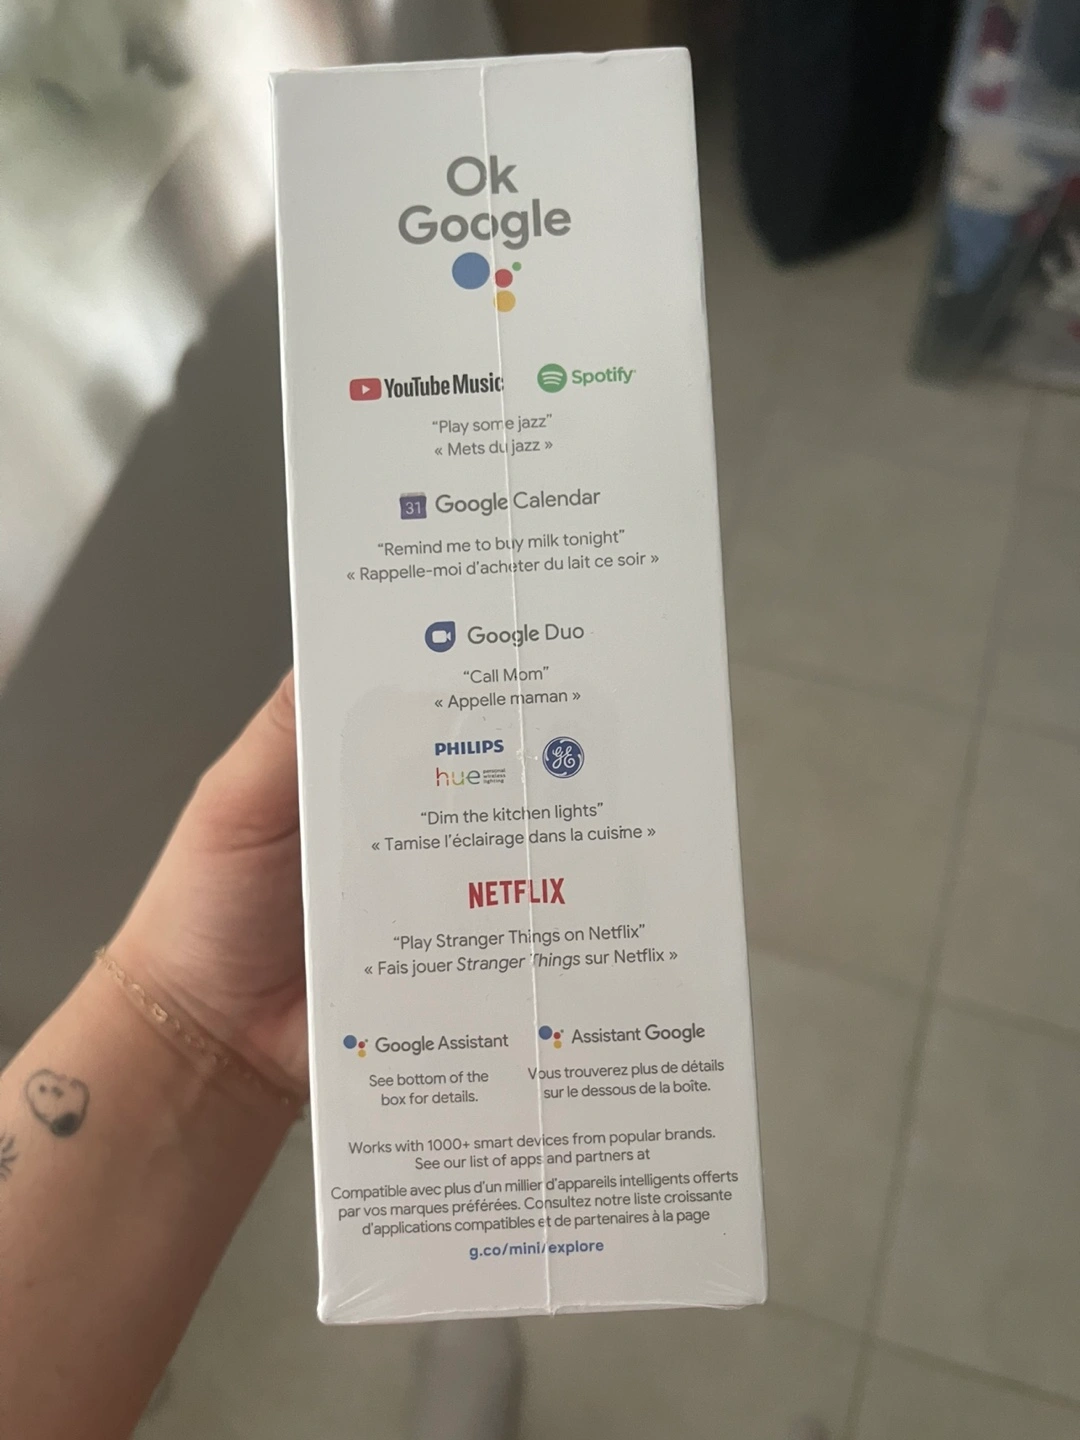 Ok
Google
YouTube Music
Spotify
“Play some jazz”
« Mets du jazz »
31 Google Calendar
“Remind me to buy milk tonight”
« Rappelle-moi d'acheter du lait ce soir »
Google Duo
“Call Mom”
« Appelle maman »
PHILIPS
hue personal wireless lighting
GE
“Dim the kitchen lights”
« Tamise l'éclairage dans la cuisine »
NETFLIX
“Play Stranger Things on Netflix”
« Fais jouer Stranger Things sur Netflix »
Google Assistant
See bottom of the
box for details.
Assistant Google
Vous trouverez plus de détails
sur le dessous de la boîte.
Works with 1000+ smart devices from popular brands.
See our list of apps and partners at
Compatible avec plus d'un millier d'appareils intelligents offerts
par vos marques préférées. Consultez notre liste croissante
d'applications compatibles et de partenaires à la page
g.co/mini/explore